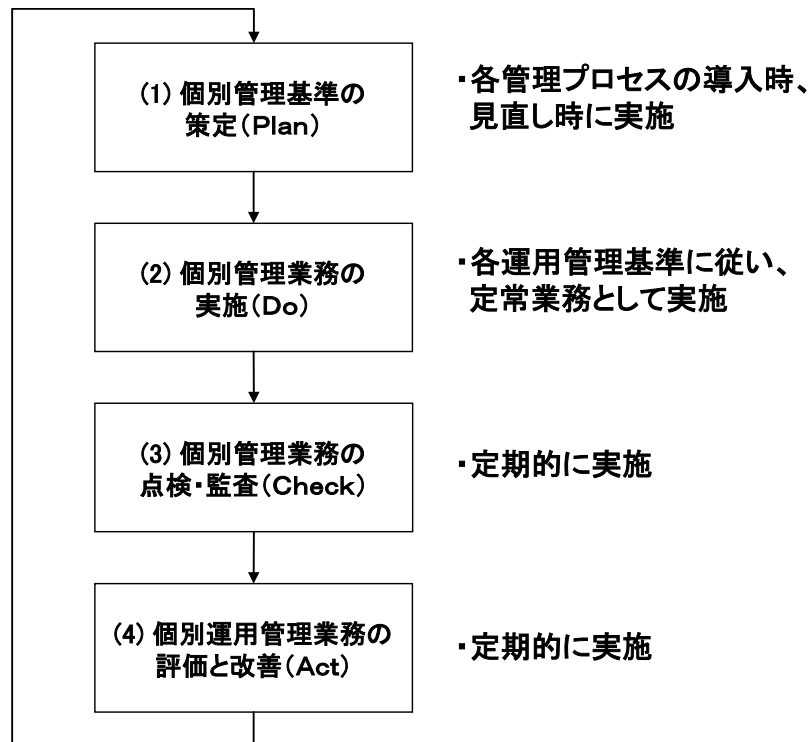 (1) 個別管理基準の
策定(Plan)
・各管理プロセスの導入時、
見直し時に実施
(2) 個別管理業務の
実施(Do)
・各運用管理基準に従い、
定常業務として実施
(3) 個別管理業務の
点検・監査(Check)
・定期的に実施
(4) 個別運用管理業務の
評価と改善(Act)
・定期的に実施